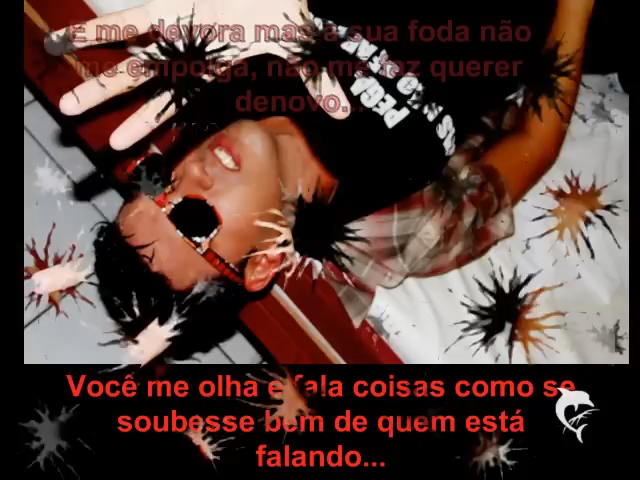 E me devora mas a sua foda não
me empolga, não me faz querer
denovo...
PEGA
Você me olha e fala coisas como se
soubesse bem de quem está
falando...